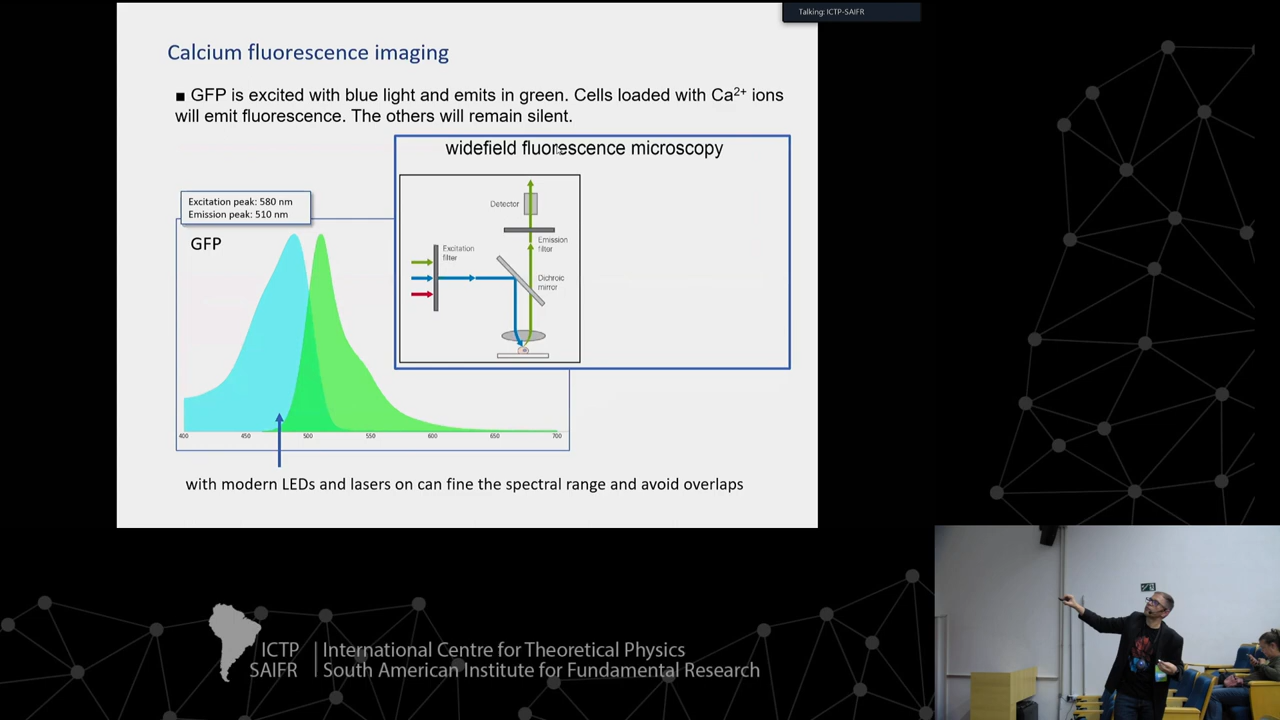 Talking: ICTP-SAIFR
Calcium fluorescence imaging
■ GFP is excited with blue light and emits in green. Cells loaded with Ca²⁺ ions
will emit fluorescence. The others will remain silent.
widefield fluorescence microscopy
Detector
Emission
filter
Excitation
filter
Dichroic
mirror
Excitation peak: 580 nm
Emission peak: 510 nm
GFP
400 450 500 550 600 650 700
with modern LEDs and lasers on can fine the spectral range and avoid overlaps
ICTP
SAIFR
International Centre for Theoretical Physics
South American Institute for Fundamental Research